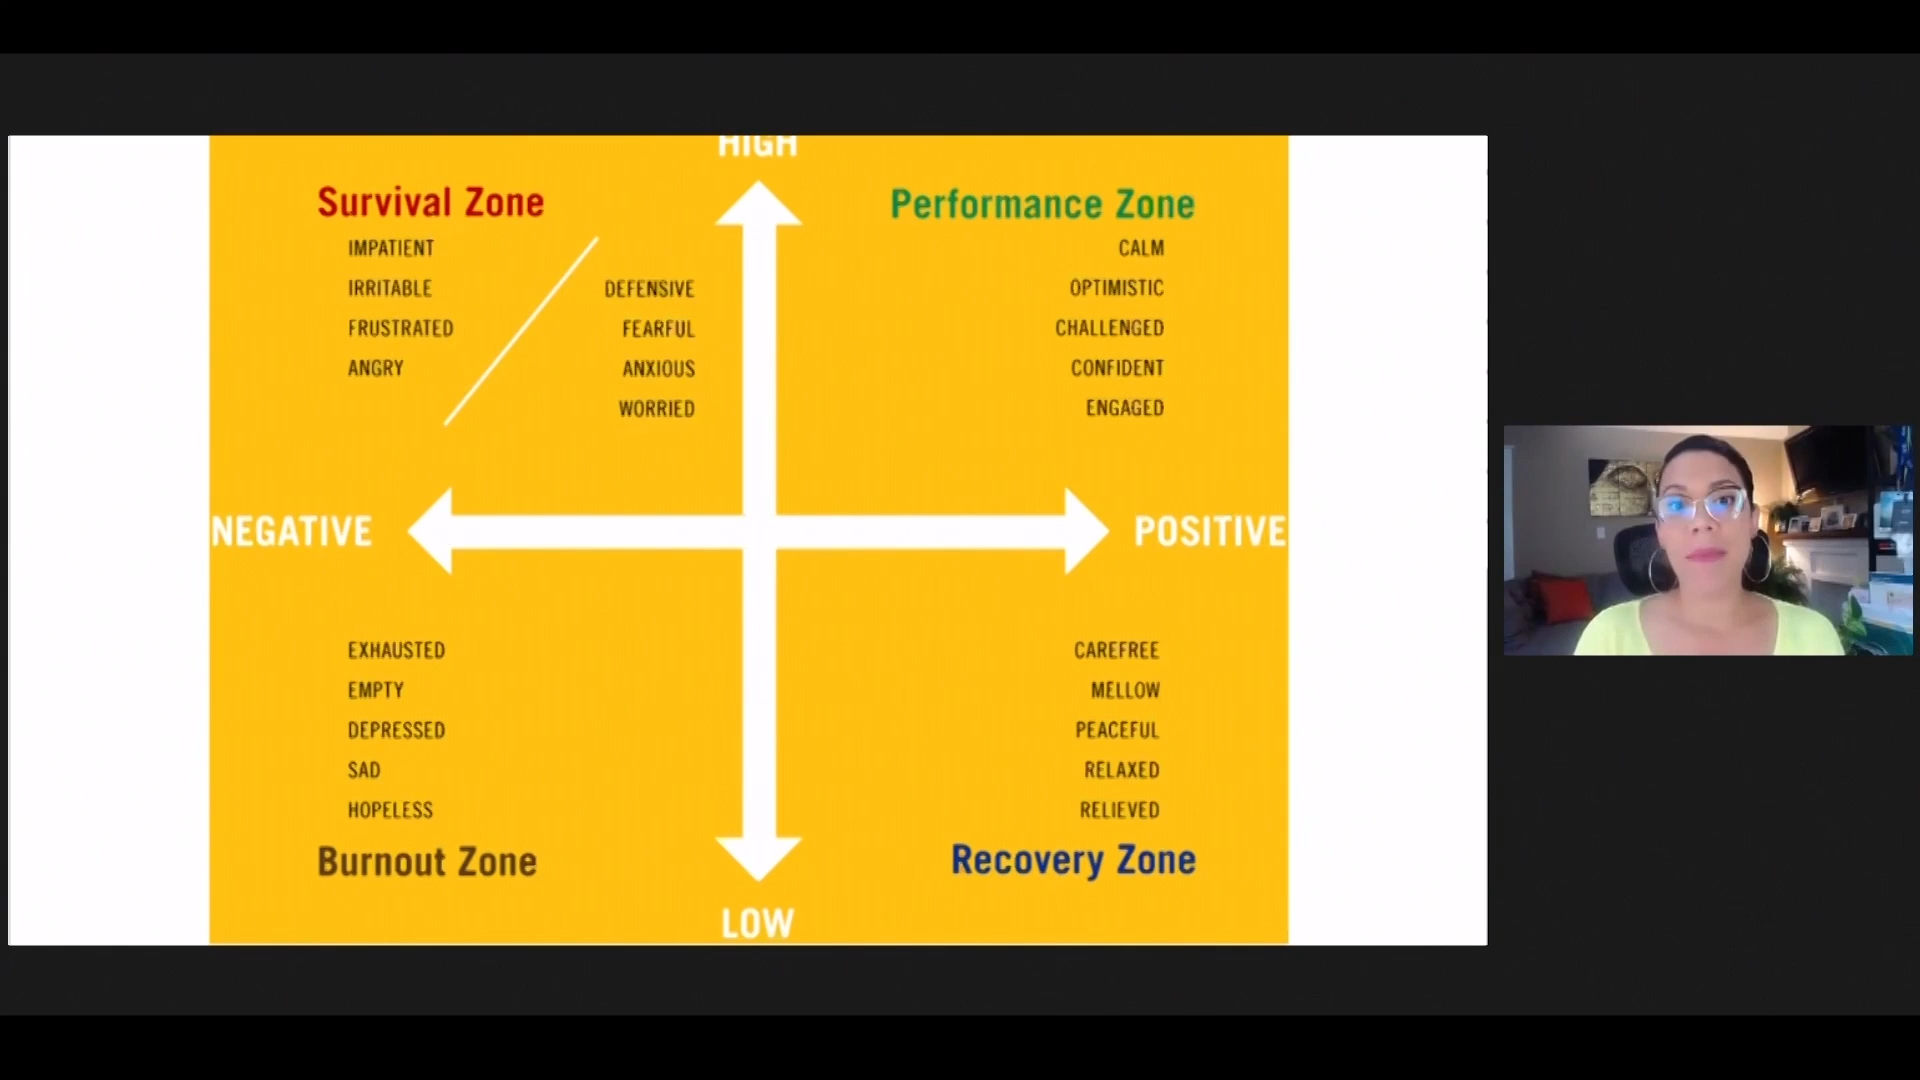 HIGH
Survival Zone
IMPATIENT
IRRITABLE
FRUSTRATED
ANGRY
DEFENSIVE
FEARFUL
ANXIOUS
WORRIED
Performance Zone
CALM
OPTIMISTIC
CHALLENGED
CONFIDENT
ENGAGED
NEGATIVE
POSITIVE
EXHAUSTED
EMPTY
DEPRESSED
SAD
HOPELESS
Burnout Zone
CAREFREE
MELLOW
PEACEFUL
RELAXED
RELIEVED
Recovery Zone
LOW